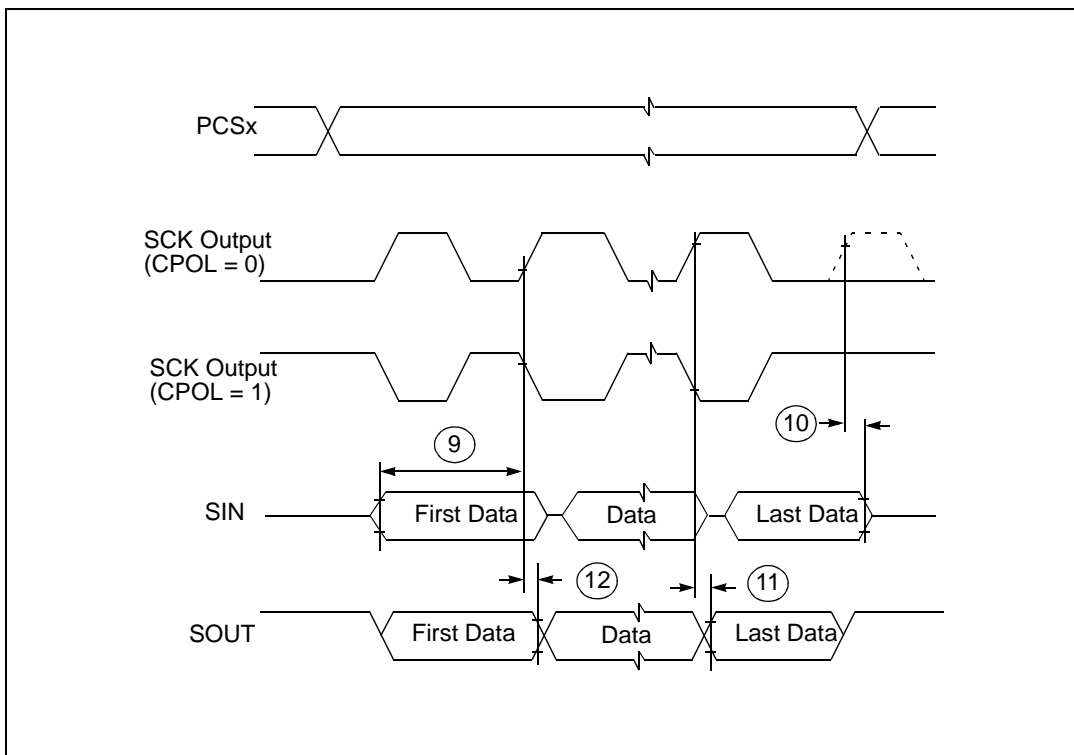 PCSx
SCK Output
(CPOL = 0)
SCK Output
(CPOL = 1)
10
9
SIN
First Data
Data
Last Data
12
11
SOUT
First Data
Data
Last Data